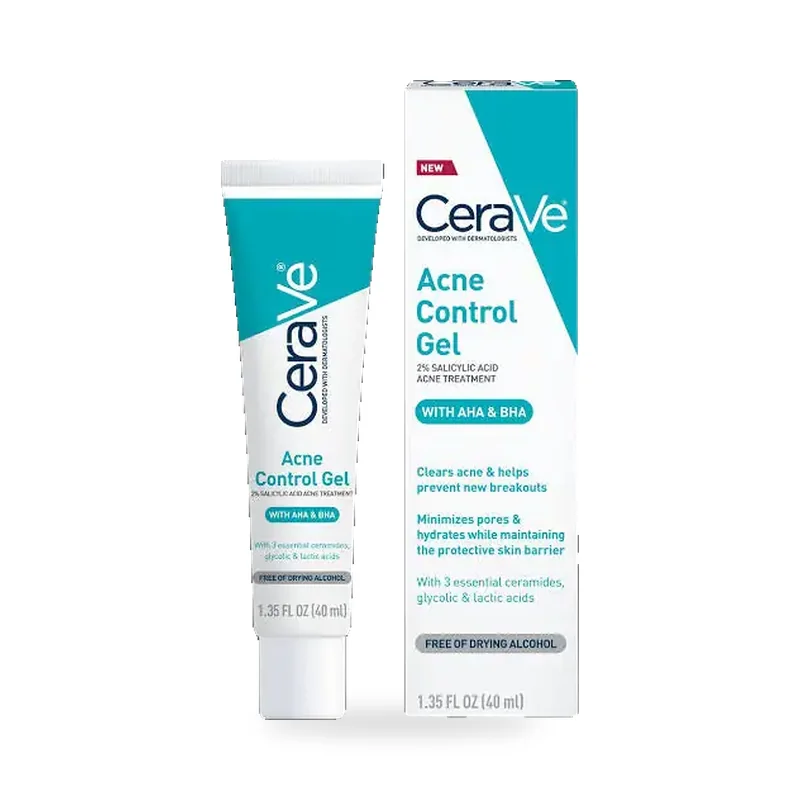 CeraVe®
DEVELOPED WITH DERMATOLOGISTS
Acne
Control Gel
2% SALICYLIC ACID ACNE TREATMENT
WITH AHA & BHA
With 3 essential ceramides,
glycolic & lactic acids
FREE OF DRYING ALCOHOL
1.35 FL OZ (40 ml)
CeraVe
NEW
CeraVe®
DEVELOPED WITH DERMATOLOGISTS
Acne
Control
Gel
2% SALICYLIC ACID
ACNE TREATMENT
WITH AHA & BHA
Clears acne & helps
prevent new breakouts
Minimizes pores &
hydrates while maintaining
the protective skin barrier
With 3 essential ceramides,
glycolic & lactic acids
FREE OF DRYING ALCOHOL
1.35 FL OZ (40 ml)